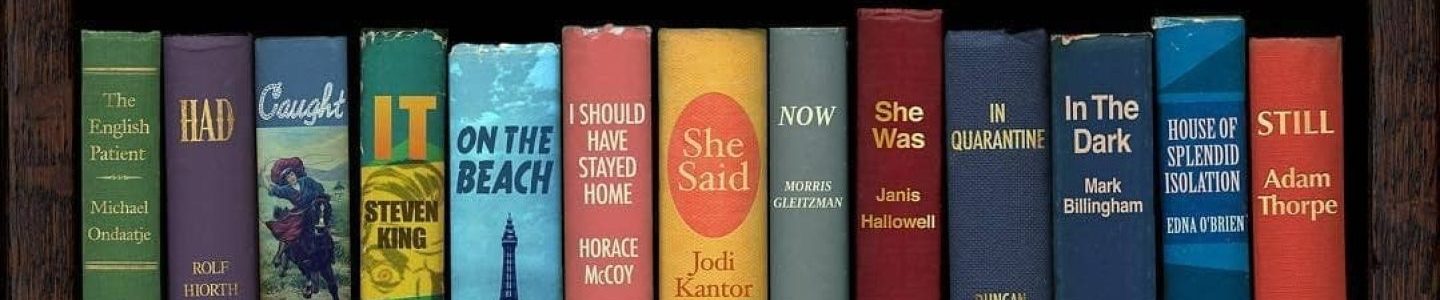 The
English
Patient
Michael
Ondaatje
HAD
ROLF
HIORTH
Caught
IT
STEVEN
KING
ON THE
BEACH
I SHOULD
HAVE
STAYED
HOME
HORACE
McCOY
She
Said
Jodi
Kantor
NOW
MORRIS
GLEITZMAN
She
Was
Janis
Hallowell
IN
QUARANTINE
DUNCAN
In The
Dark
Mark
Billingham
HOUSE OF
SPLENDID
ISOLATION
EDNA O'BRIEN
STILL
Adam
Thorpe